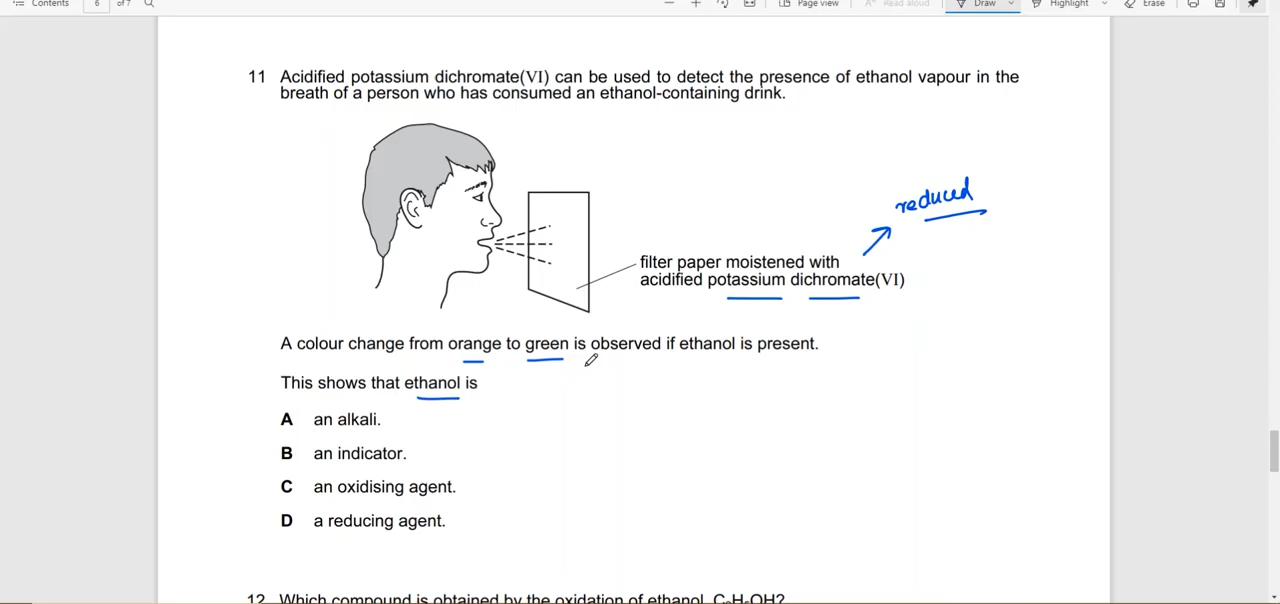 Contents 6 of 7 Page view Read aloud Draw Highlight Erase
11 Acidified potassium dichromate(VI) can be used to detect the presence of ethanol vapour in the
breath of a person who has consumed an ethanol-containing drink.
reduced
filter paper moistened with
acidified potassium dichromate(VI)
A colour change from orange to green is observed if ethanol is present.
This shows that ethanol is
A an alkali.
B an indicator.
C an oxidising agent.
D a reducing agent.
12 Which compound is obtained by the oxidation of ethanol, C₂H₅OH?